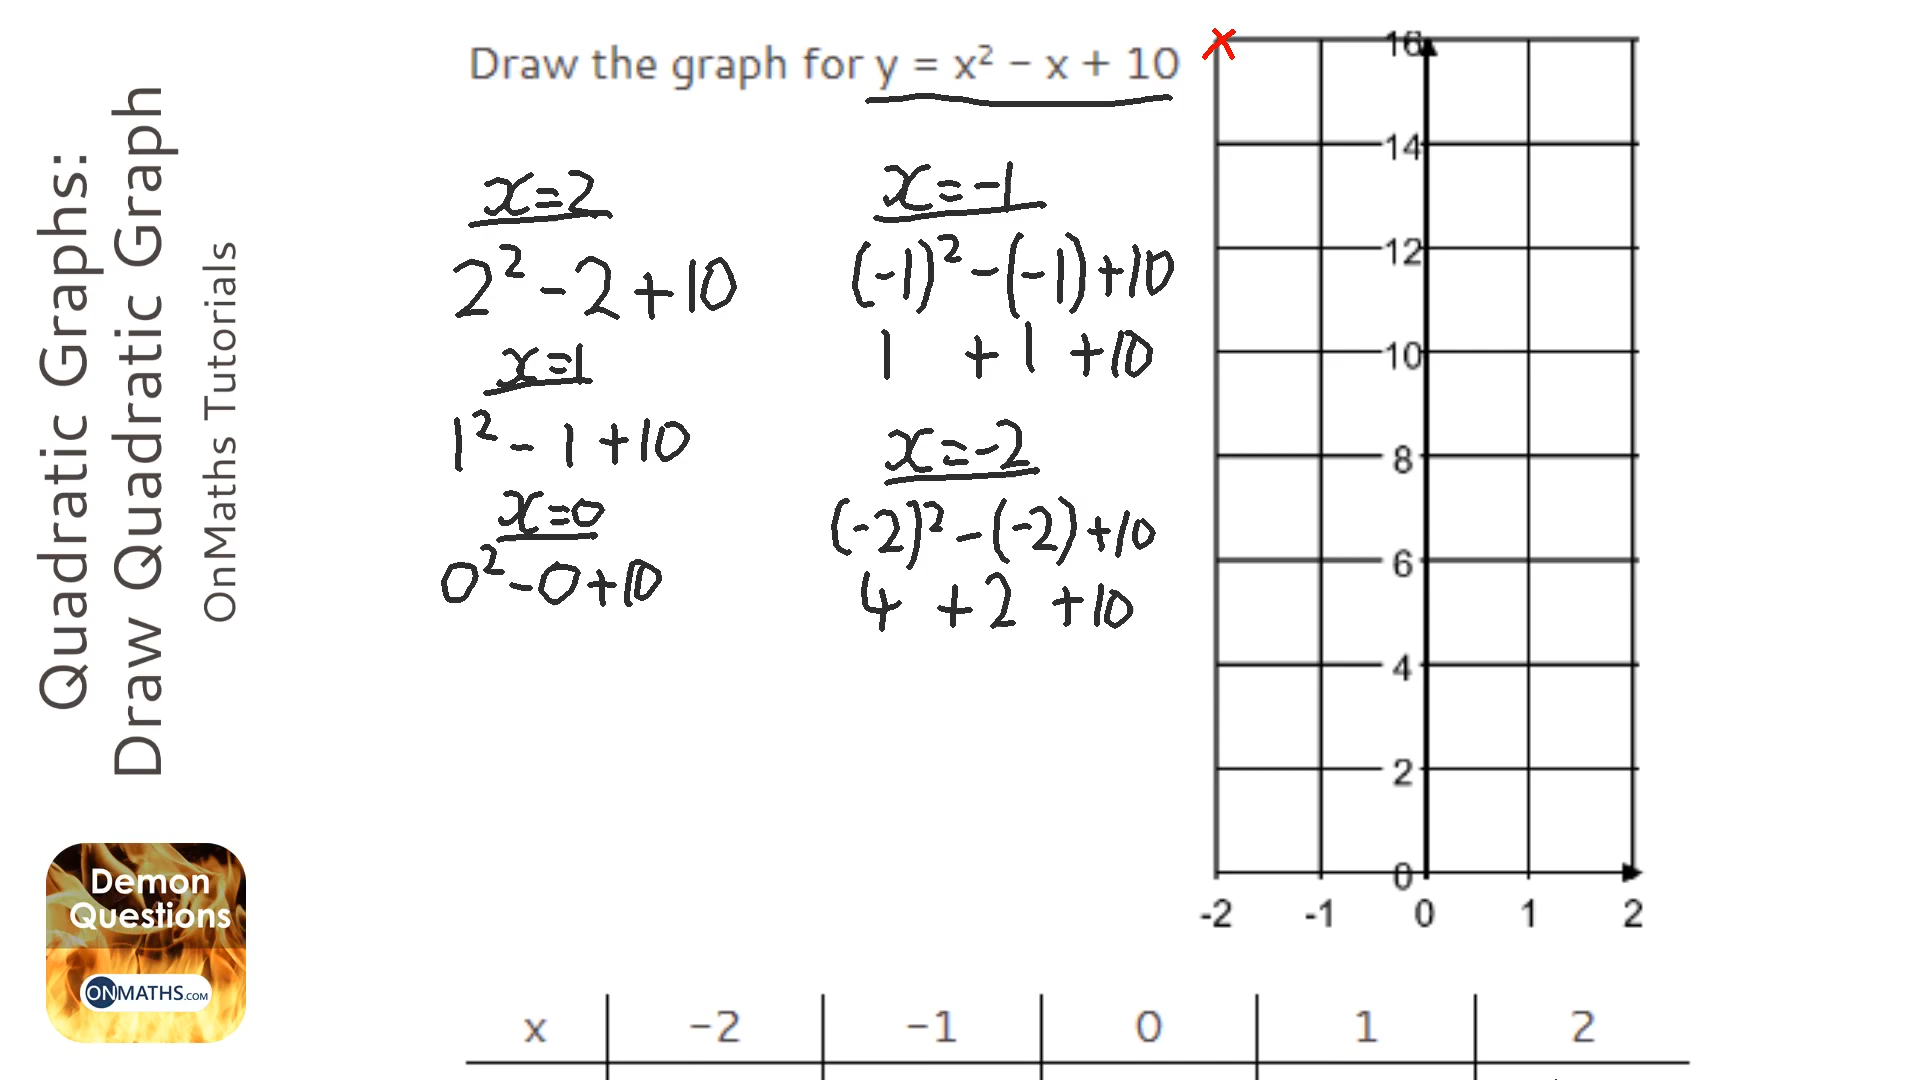 Quadratic Graphs:
Draw Quadratic Graph
OnMaths Tutorials
Demon
Questions
ONMATHS.COM
Draw the graph for y = x² − x + 10
x=2
2² - 2 + 10
x=1
1² - 1 + 10
x=0
0² - 0 + 10
x=-1
(-1)² - (-1) + 10
1 + 1 + 10
x=-2
(-2)² - (-2) + 10
4 + 2 + 10
16
14
12
10
8
6
4
2
0
-2 -1 0 1 2
x -2 -1 0 1 2